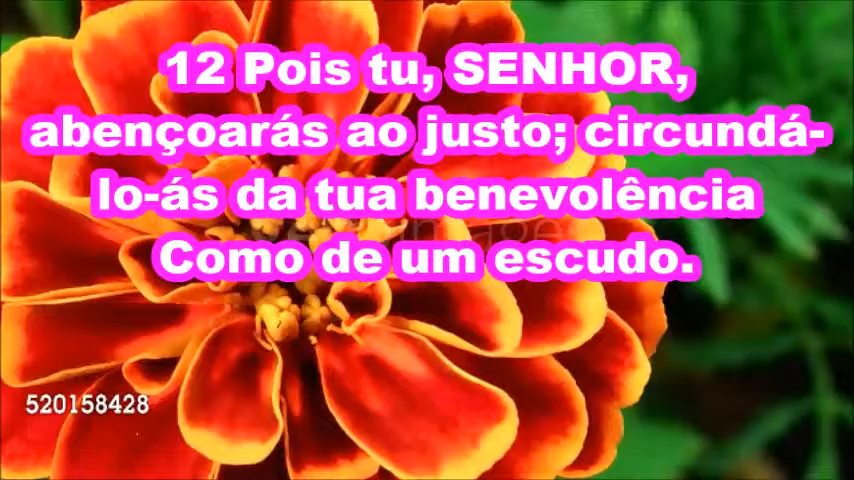 12 Pois tu, SENHOR,
abençoarás ao justo; circundá-
lo-ás da tua benevolência
Como de um escudo.
520158428